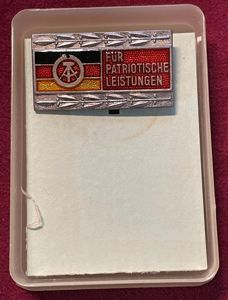 FÜR
PATRIOTISCHE
LEISTUNGEN